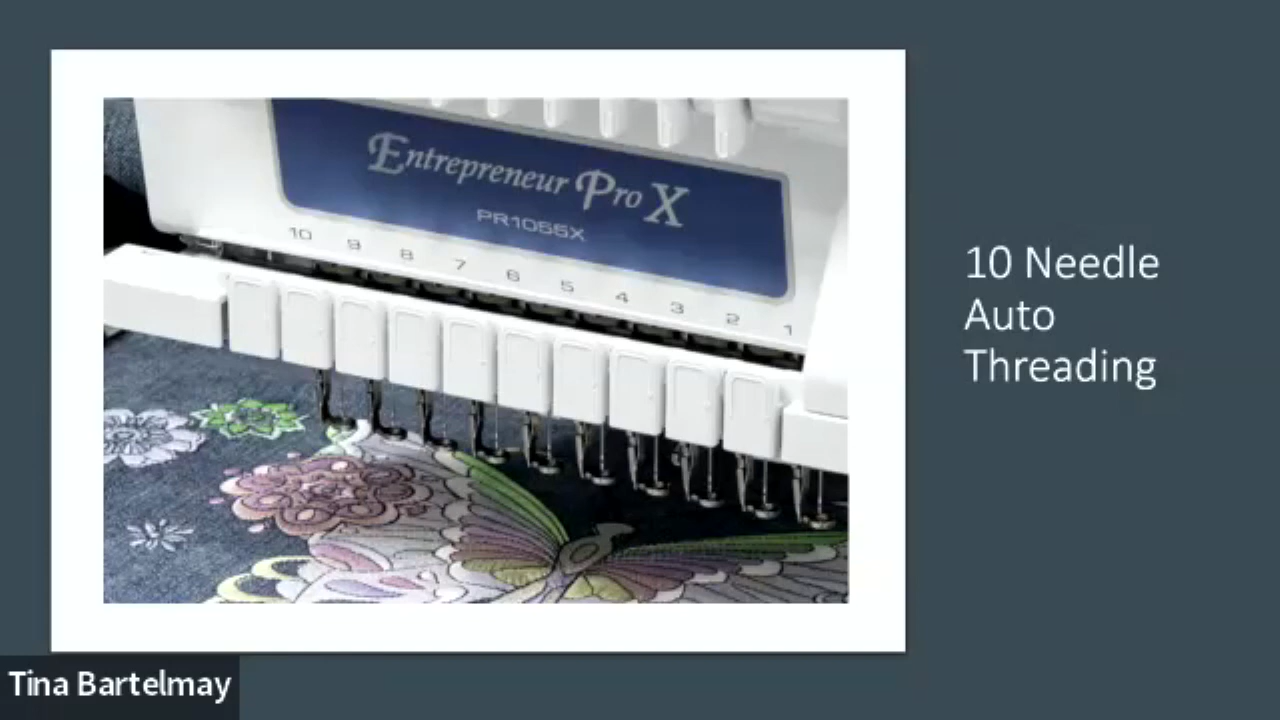 Entrepreneur Pro X
PR1055X
10 9 8 7 6 5 4 3 2 1
10 Needle
Auto
Threading
Tina Bartelmay